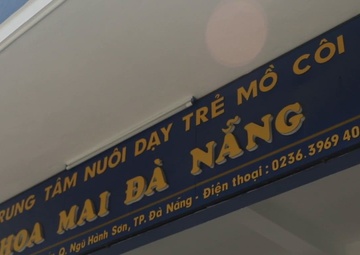 TRUNG TÂM NUÔI DẠY TRẺ MỒ CÔI
HOA MAI ĐÀ NẴNG
Q. Ngũ Hành Sơn, TP. Đà Nẵng - Điện thoại : 0236.3969 40